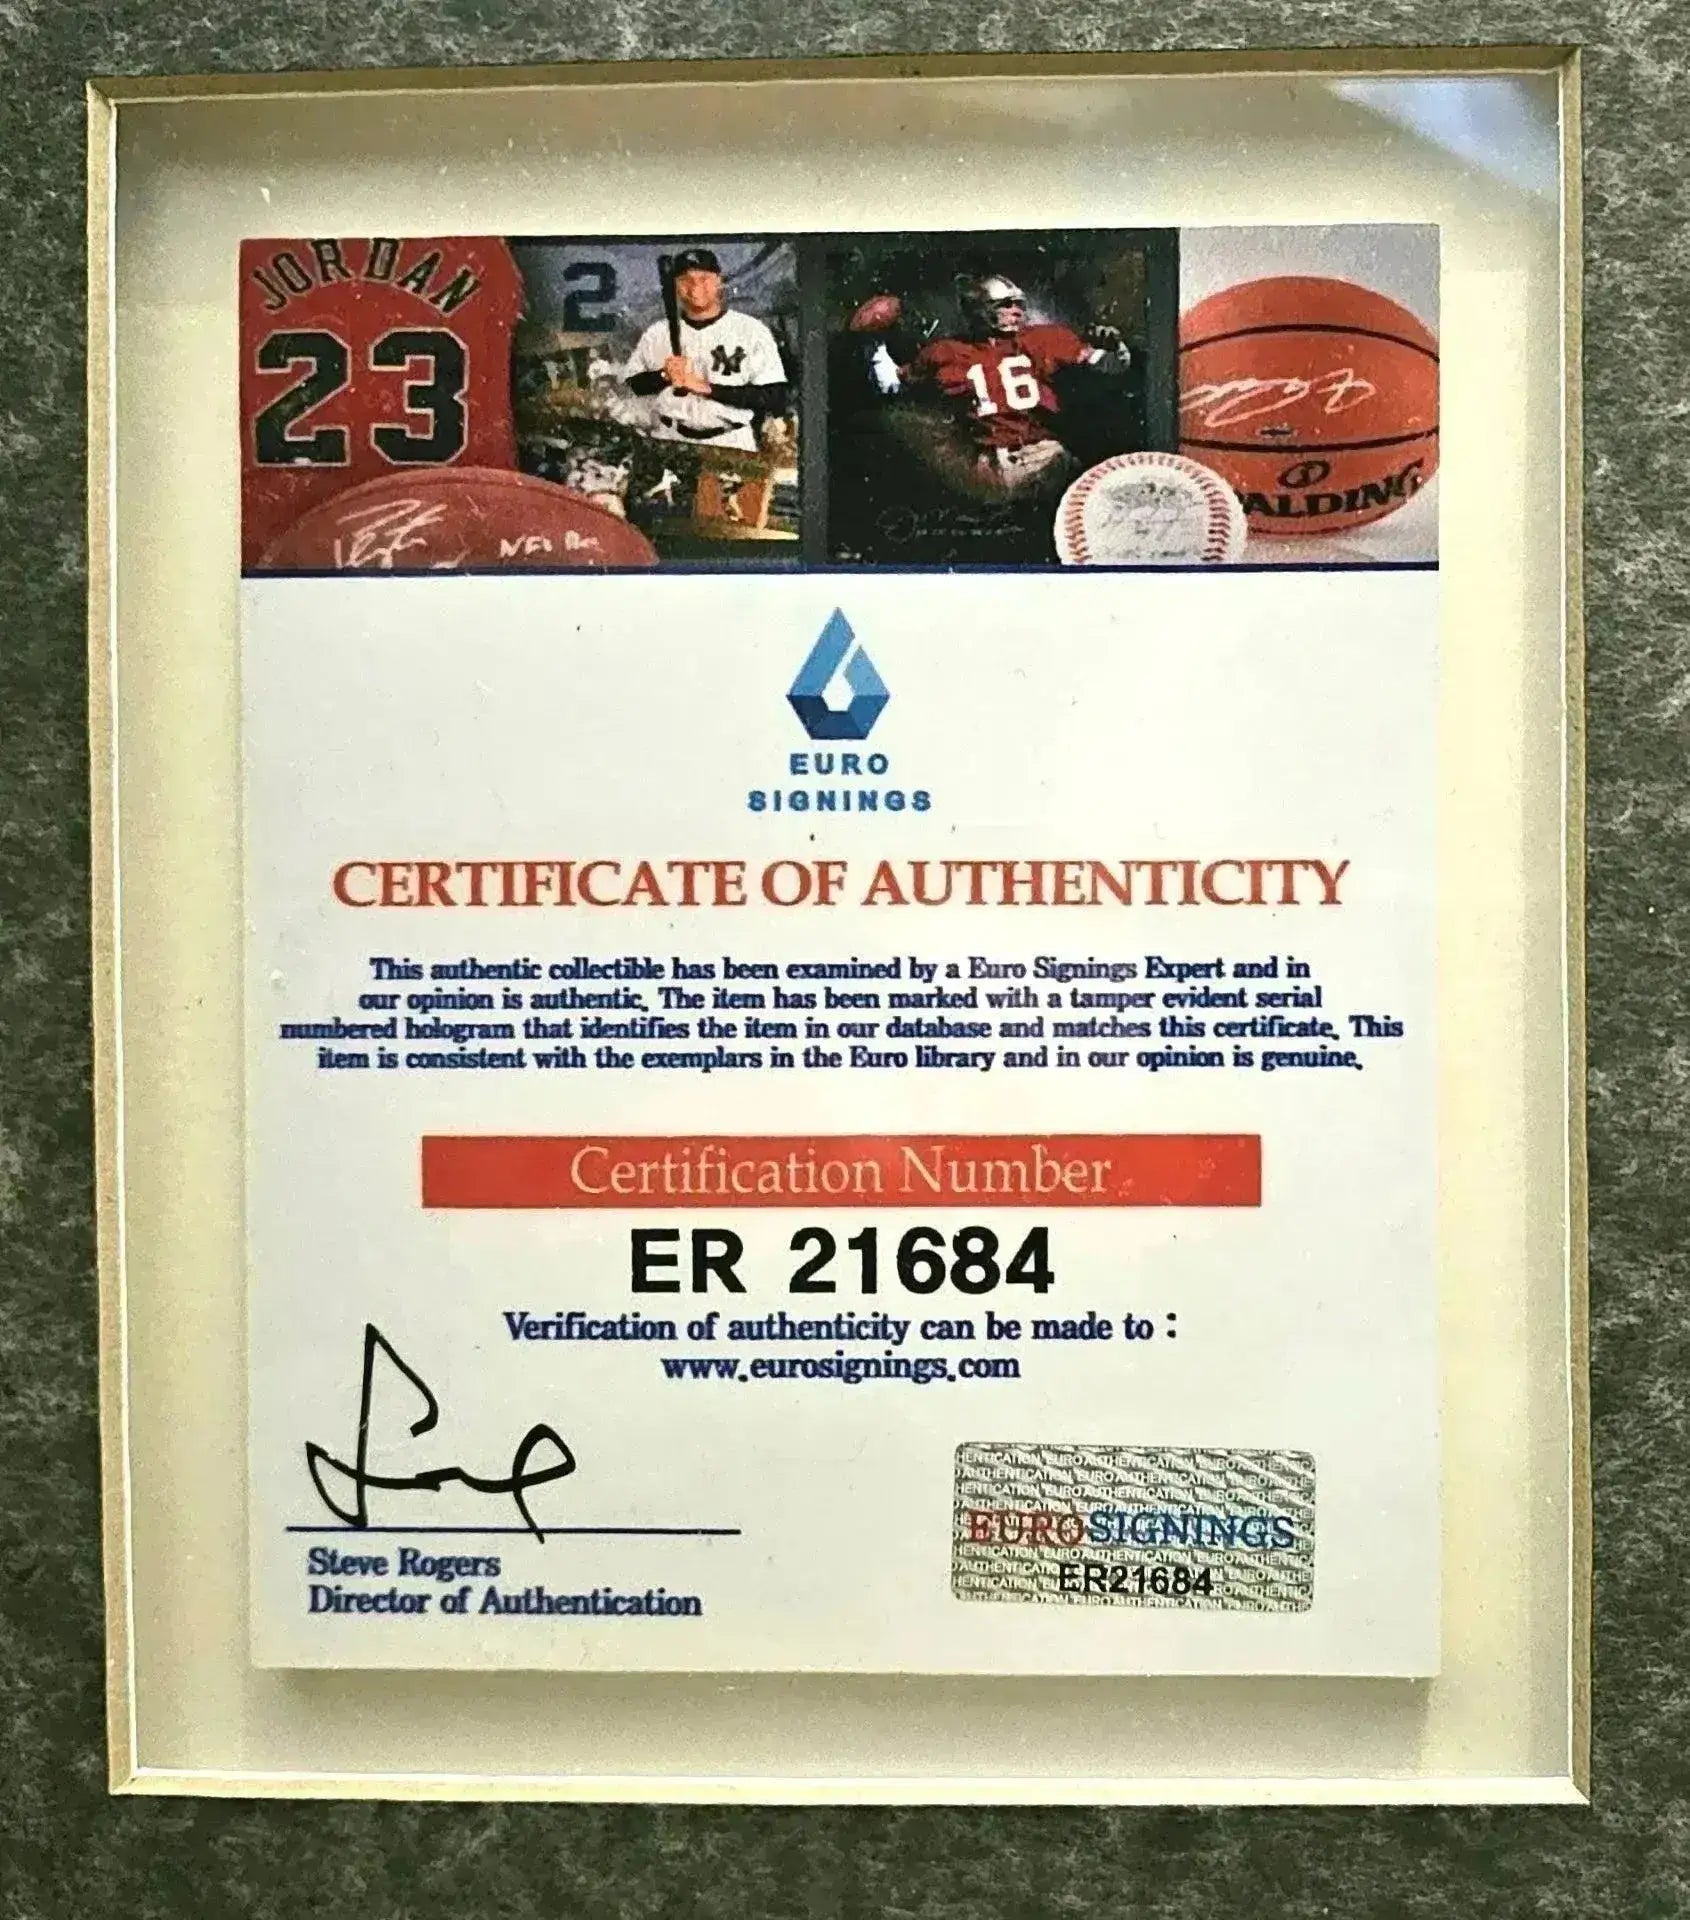 JORDAN
23
2
16
SPALDING
EURO
SIGNINGS
CERTIFICATE OF AUTHENTICITY
This authentic collectible has been examined by a Euro Signings Expert and in
our opinion is authentic. The item has been marked with a tamper evident serial
numbered hologram that identifies the item in our database and matches this certificate. This
item is consistent with the exemplars in the Euro library and in our opinion is genuine.
Certification Number
ER 21684
Verification of authenticity can be made to :
www.eurosignings.com
Steve Rogers
Director of Authentication
EUROSIGNINGS
ER21684